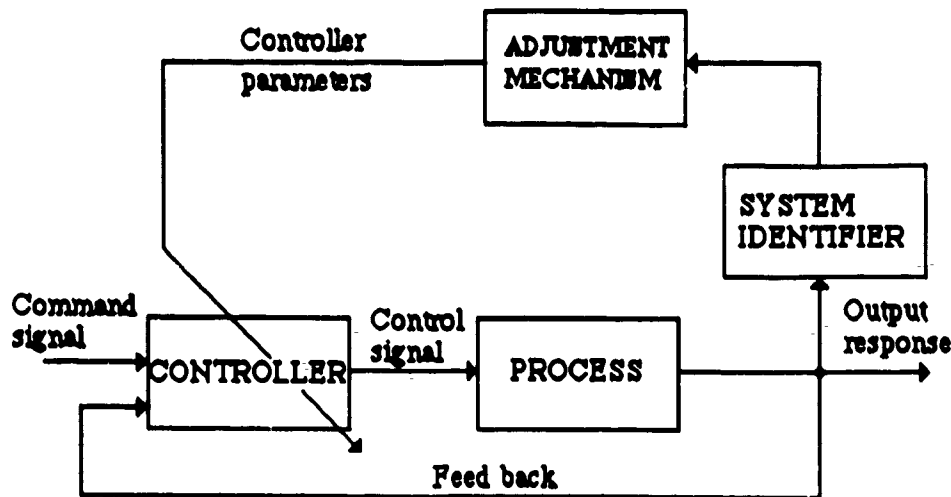 Controller
parameters
ADJUSTMENT
MECHANISM
SYSTEM
IDENTIFIER
Command
signal
CONTROLLER
Control
signal
PROCESS
Output
response
Feed back